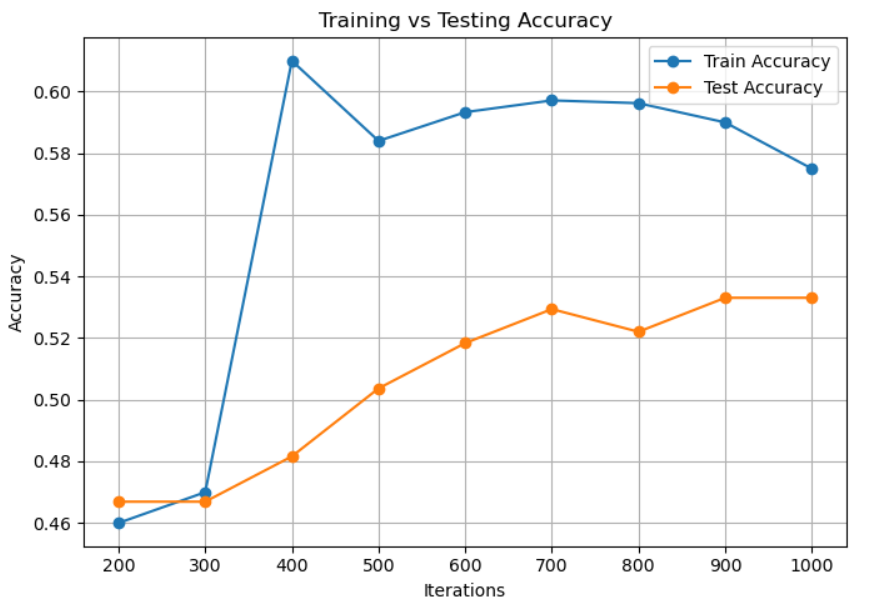 Training vs Testing Accuracy
Train Accuracy
Test Accuracy
Accuracy
0.60
0.58
0.56
0.54
0.52
0.50
0.48
0.46
200 300 400 500 600 700 800 900 1000
Iterations